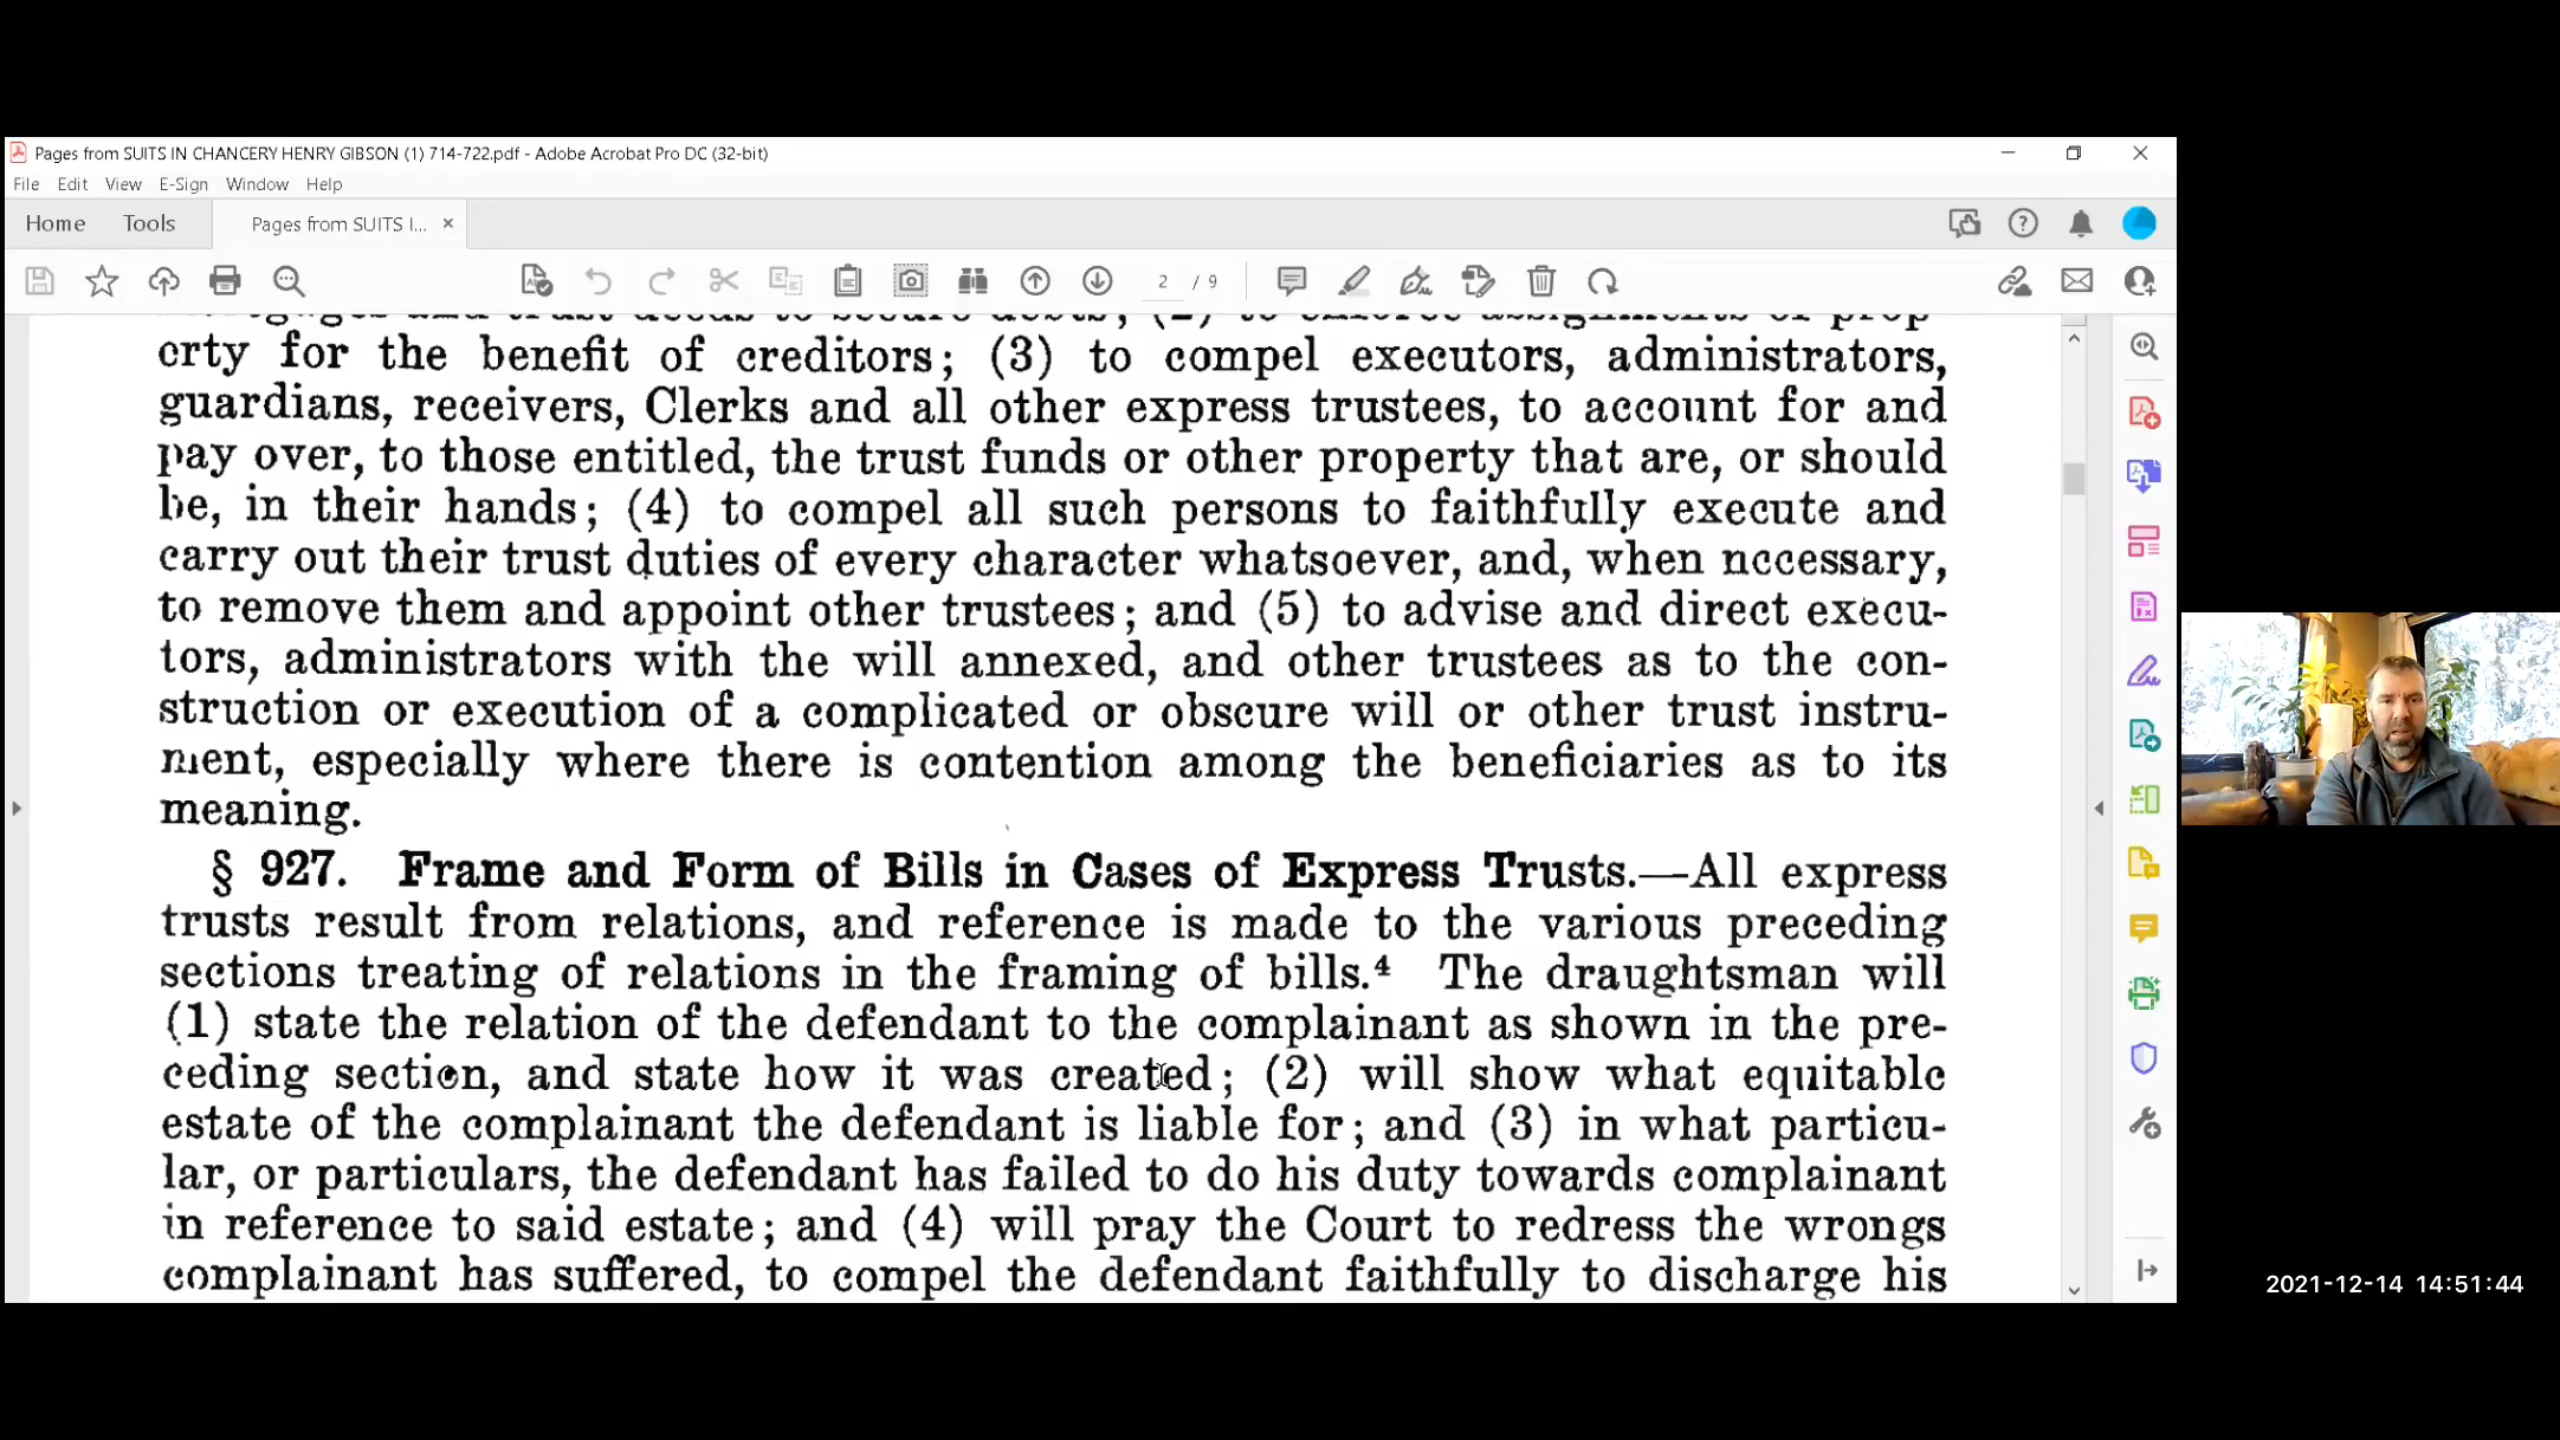 Pages from SUITS IN CHANCERY HENRY GIBSON (1) 714-722.pdf - Adobe Acrobat Pro DC (32-bit)
File Edit View E-Sign Window Help
Home Tools Pages from SUITS I...
2 / 9
mortgages and trust deeds to secure debts; (2) to enforce assignments of prop
erty for the benefit of creditors; (3) to compel executors, administrators,
guardians, receivers, Clerks and all other express trustees, to account for and
pay over, to those entitled, the trust funds or other property that are, or should
be, in their hands; (4) to compel all such persons to faithfully execute and
carry out their trust duties of every character whatsoever, and, when necessary,
to remove them and appoint other trustees; and (5) to advise and direct execu-
tors, administrators with the will annexed, and other trustees as to the con-
struction or execution of a complicated or obscure will or other trust instru-
ment, especially where there is contention among the beneficiaries as to its
meaning.
§ 927. Frame and Form of Bills in Cases of Express Trusts.—All express
trusts result from relations, and reference is made to the various preceding
sections treating of relations in the framing of bills.4 The draughtsman will
(1) state the relation of the defendant to the complainant as shown in the pre-
ceding section, and state how it was created; (2) will show what equitable
estate of the complainant the defendant is liable for; and (3) in what particu-
lar, or particulars, the defendant has failed to do his duty towards complainant
in reference to said estate; and (4) will pray the Court to redress the wrongs
complainant has suffered, to compel the defendant faithfully to discharge his
2021-12-14 14:51:44